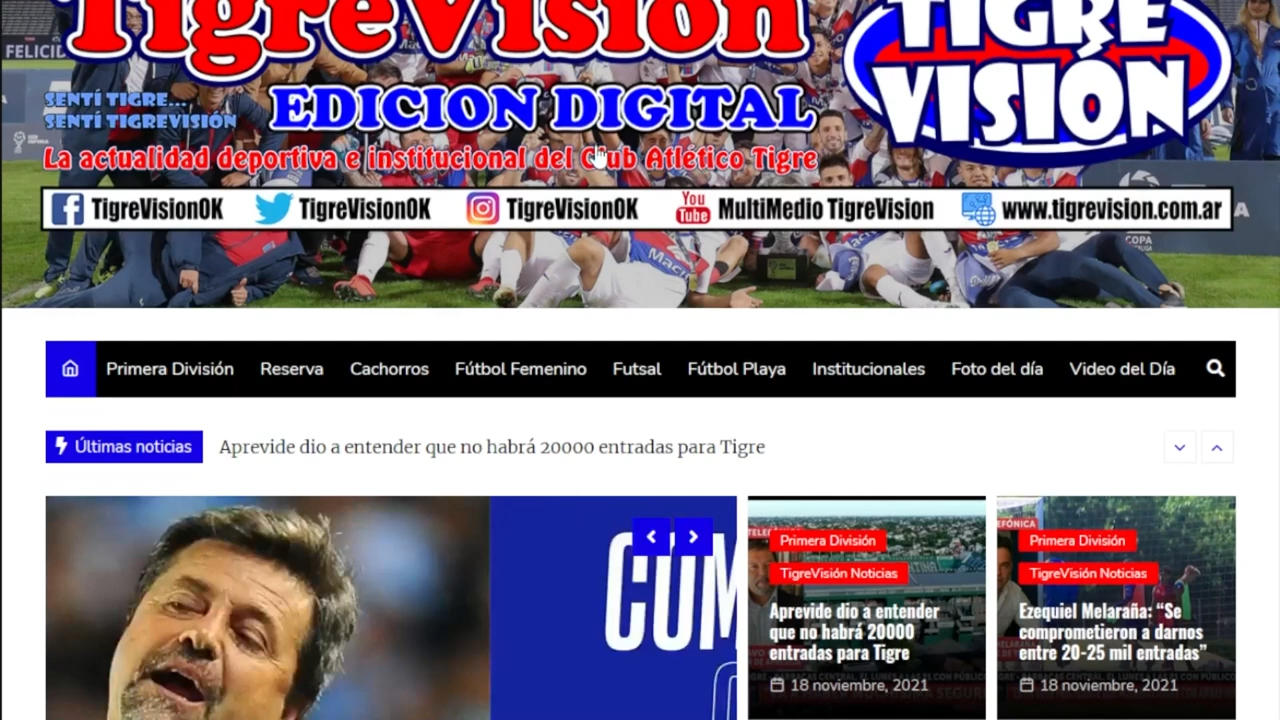 TigreVisión
TIGRE
VISIÓN
FELICID
SENTÍ TIGRE...
SENTÍ TIGREVISIÓN
EDICION DIGITAL
La actualidad deportiva e institucional del Club Atlético Tigre
TigreVisionOK
TigreVisionOK
TigreVisionOK
You
Tube
MultiMedio TigreVision
www.tigrevision.com.ar
COPA
Primera División
Reserva
Cachorros
Fútbol Femenino
Futsal
Fútbol Playa
Institucionales
Foto del día
Video del Día
Últimas noticias
Aprevide dio a entender que no habrá 20000 entradas para Tigre
COM
EFÓNICA
Primera División
TigreVisión Noticias
Aprevide dio a entender
que no habrá 20000
entradas para Tigre
18 noviembre, 2021
Primera División
TigreVisión Noticias
Ezequiel Melaraña: “Se
comprometieron a darnos
entre 20-25 mil entradas”
18 noviembre, 2021